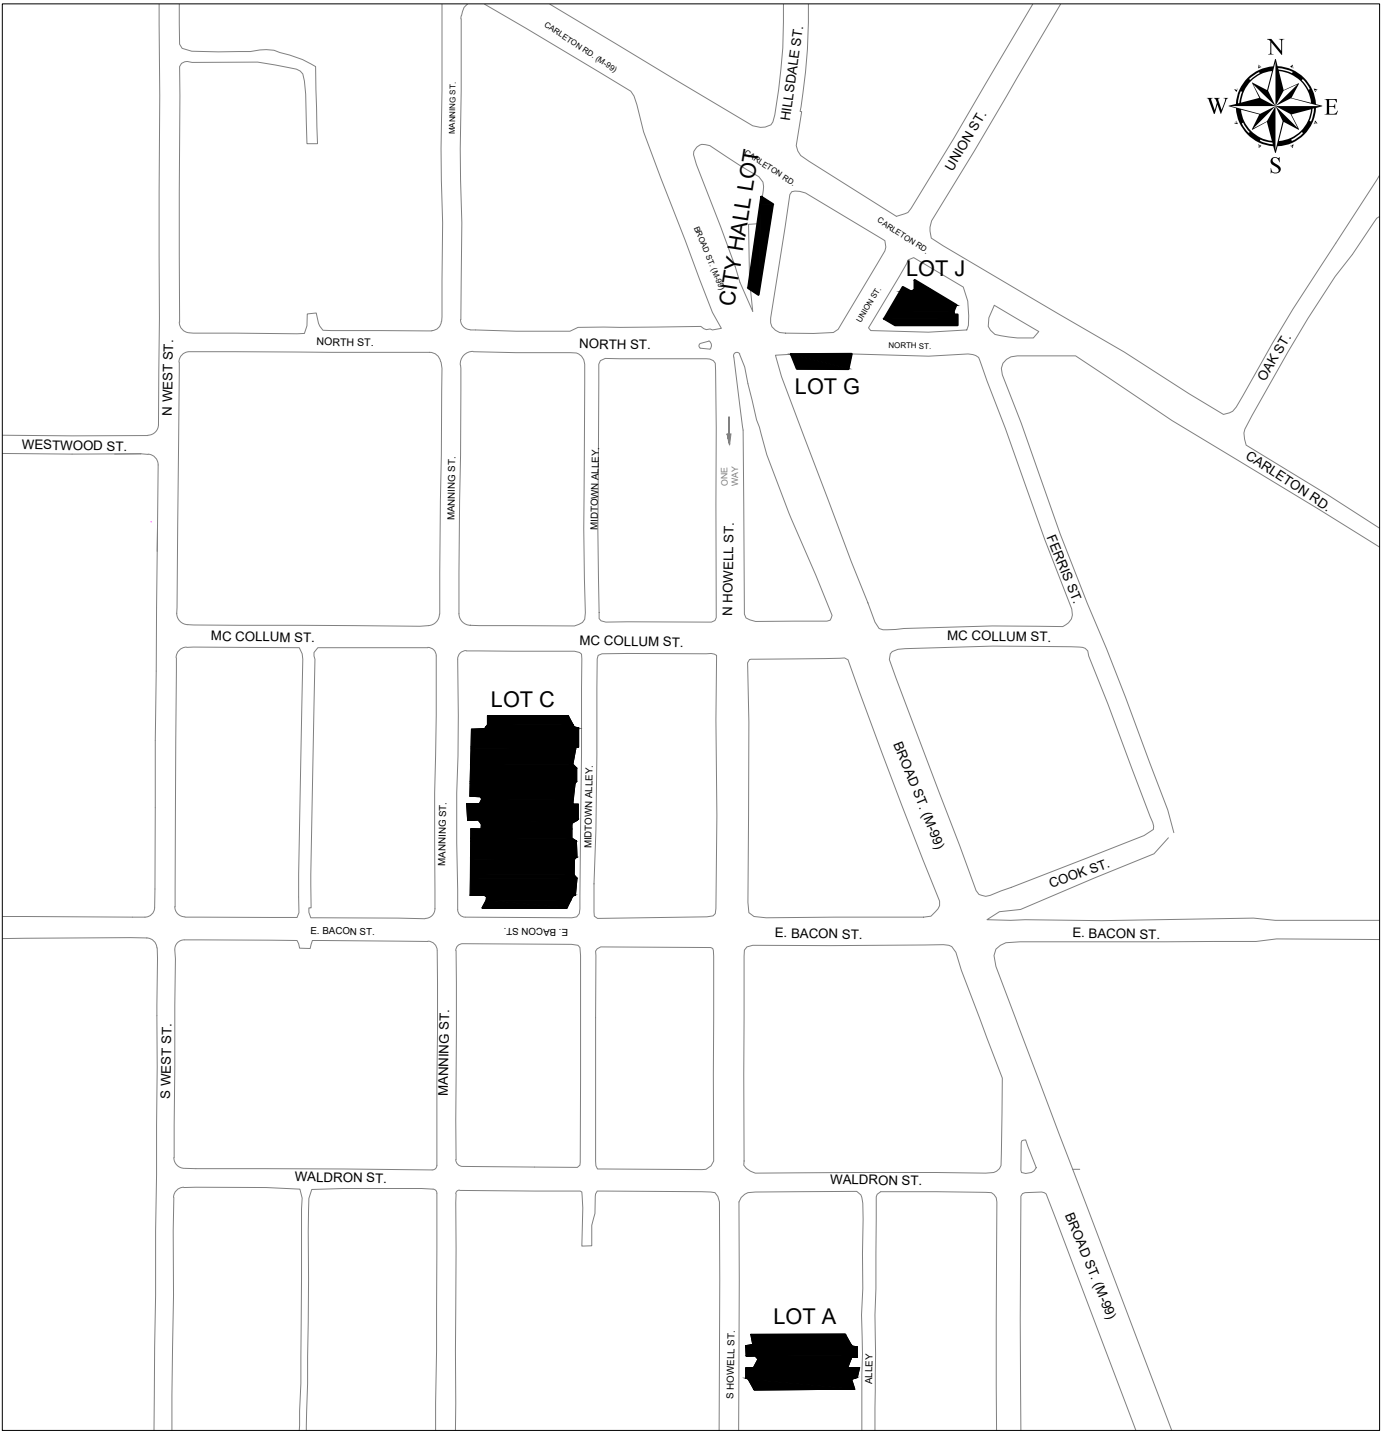 CARLETON RD. (M-99)
HILLSDALE ST.
N
W
E
S
MANNING ST.
UNION ST.
CARLETON RD.
CITY HALL LOT
BROAD ST. (M-99)
CARLETON RD.
LOT J
UNION ST.
NORTH ST.
NORTH ST.
NORTH ST.
OAK ST.
N WEST ST.
LOT G
WESTWOOD ST.
MANNING ST.
MIDTOWN ALLEY.
ONE
WAY
CARLETON RD.
N HOWELL ST.
FERRIS ST.
MC COLLUM ST.
MC COLLUM ST.
MC COLLUM ST.
LOT C
MANNING ST.
MIDTOWN ALLEY.
BROAD ST. (M-99)
COOK ST.
E. BACON ST.
E. BACON ST.
E. BACON ST.
E. BACON ST.
S WEST ST.
MANNING ST.
WALDRON ST.
WALDRON ST.
BROAD ST. (M-99)
LOT A
S HOWELL ST.
ALLEY